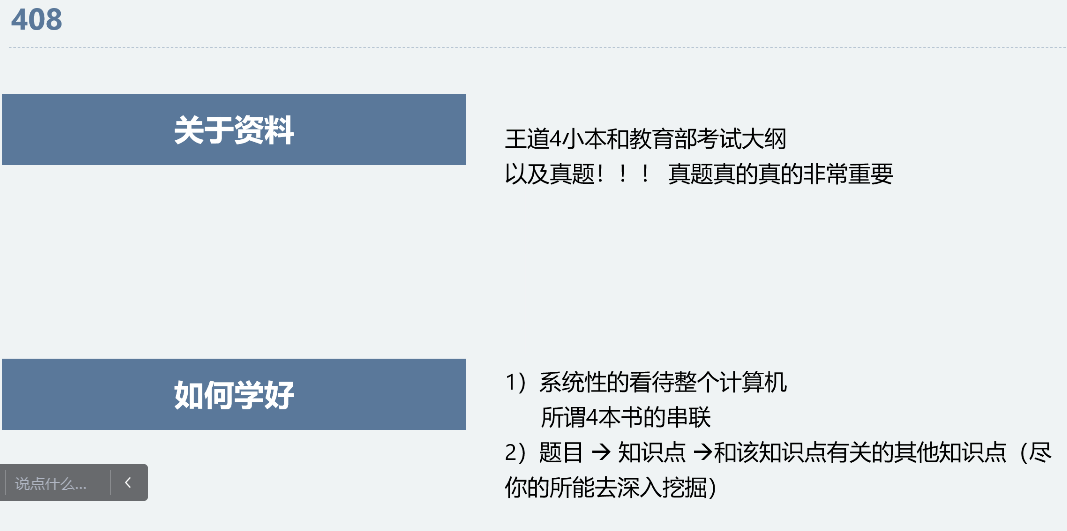 408
关于资料
王道4小本和教育部考试大纲
以及真题！！！ 真题真的真的非常重要
如何学好
1）系统性的看待整个计算机
所谓4本书的串联
2）题目 → 知识点 →和该知识点有关的其他知识点（尽
你的所能去深入挖掘）
说点什么...